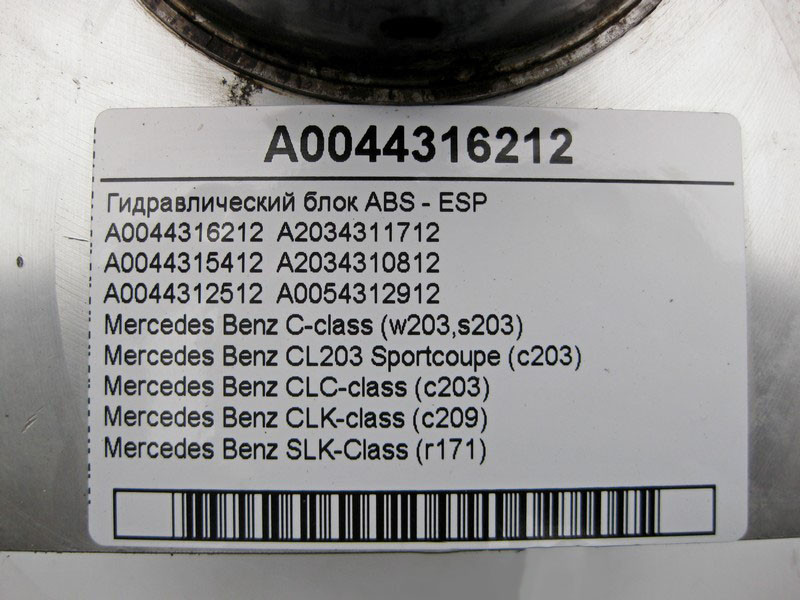 A0044316212
Гидравлический блок ABS - ESP
A0044316212 A2034311712
A0044315412 A2034310812
A0044312512 A0054312912
Mercedes Benz C-class (w203,s203)
Mercedes Benz CL203 Sportcoupe (c203)
Mercedes Benz CLC-class (c203)
Mercedes Benz CLK-class (c209)
Mercedes Benz SLK-Class (r171)